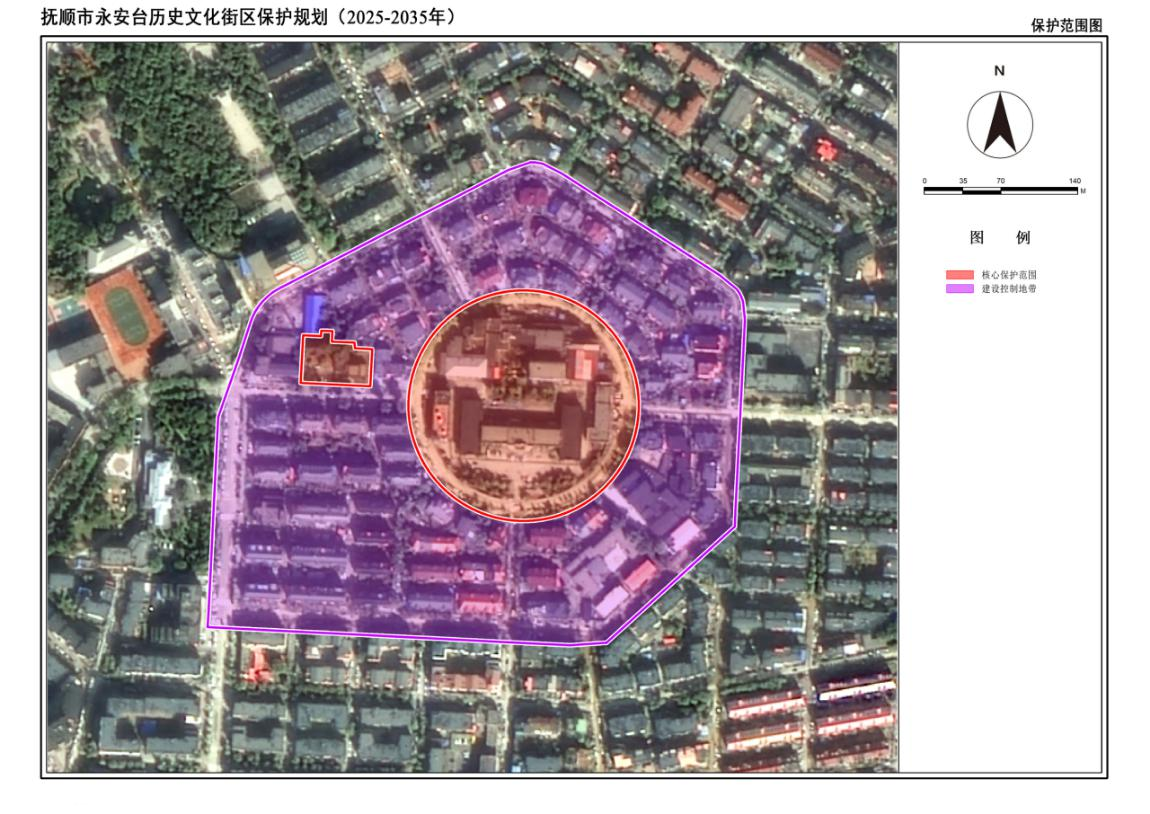 抚顺市永安台历史文化街区保护规划（2025-2035年）
保护范围图
N
0 35 70 140
M
图 例
核心保护范围
建设控制地带